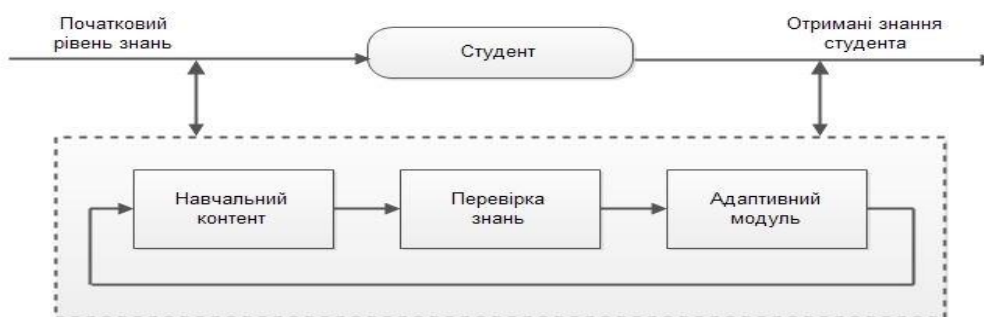 Початковий
рівень знань
Студент
Отримані знання
студента
Навчальний
контент
Перевірка
знань
Адаптивний
модуль